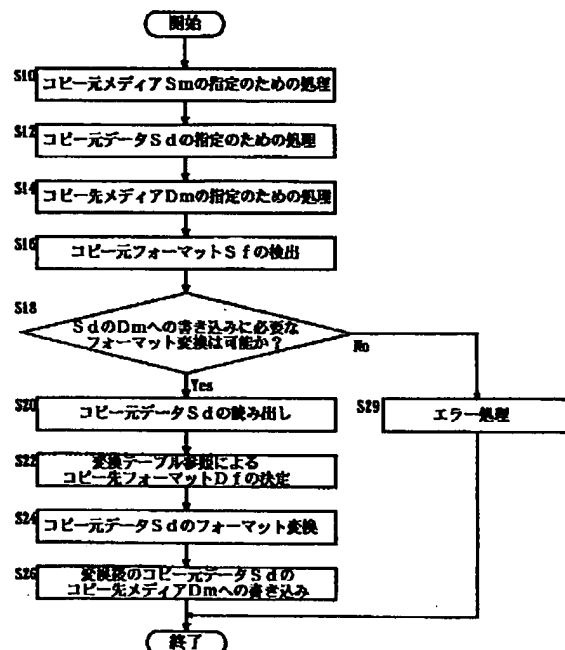 開始
S10
コピー元メディアSmの指定のための処理
S12
コピー元データSdの指定のための処理
S14
コピー先メディアDmの指定のための処理
S16
コピー元フォーマットSfの検出
S18
SdのDmへの書き込みに必要な
フォーマット変換は可能か?
No
Yes
S20
コピー元データSdの読み出し
S29
エラー処理
S22
変換テーブル参照による
コピー先フォーマットDfの決定
S24
コピー元データSdのフォーマット変換
S26
変換後のコピー元データSdの
コピー先メディアDmへの書き込み
終了